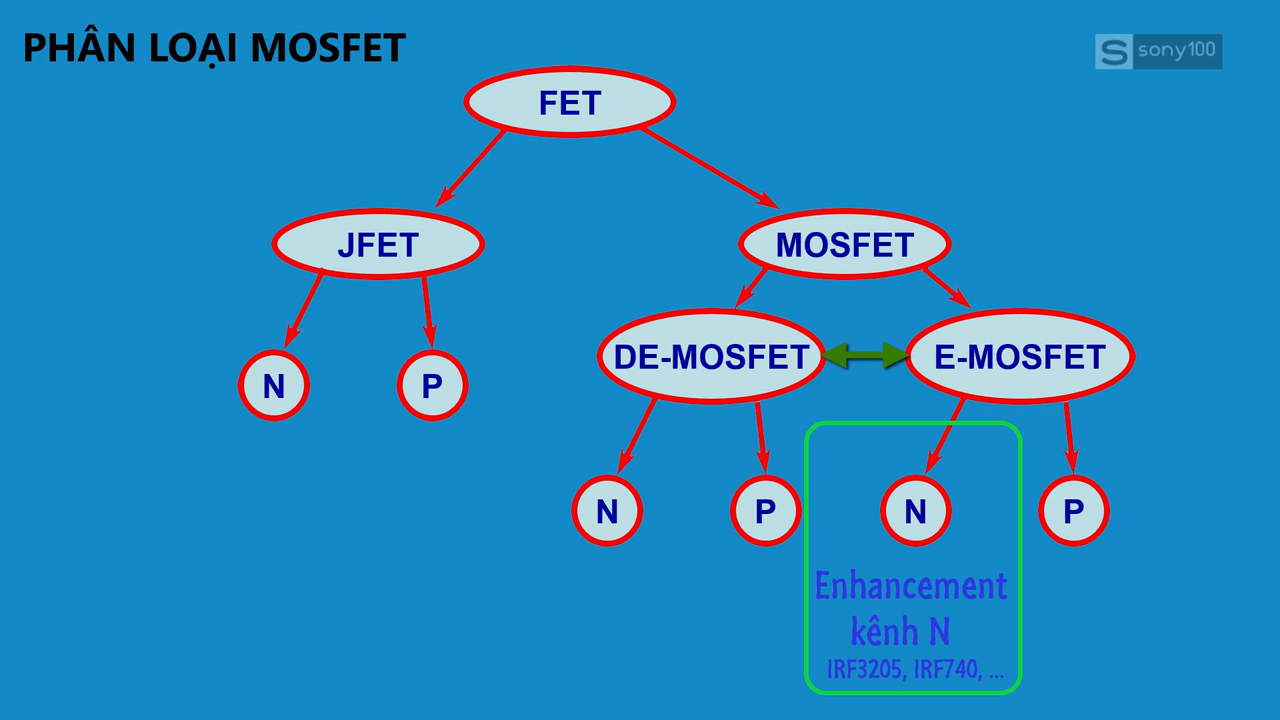 PHÂN LOẠI MOSFET
S sony100
FET
JFET
MOSFET
DE-MOSFET
E-MOSFET
N
P
N
P
N
P
Enhancement
kênh N
IRF3205, IRF740, ...